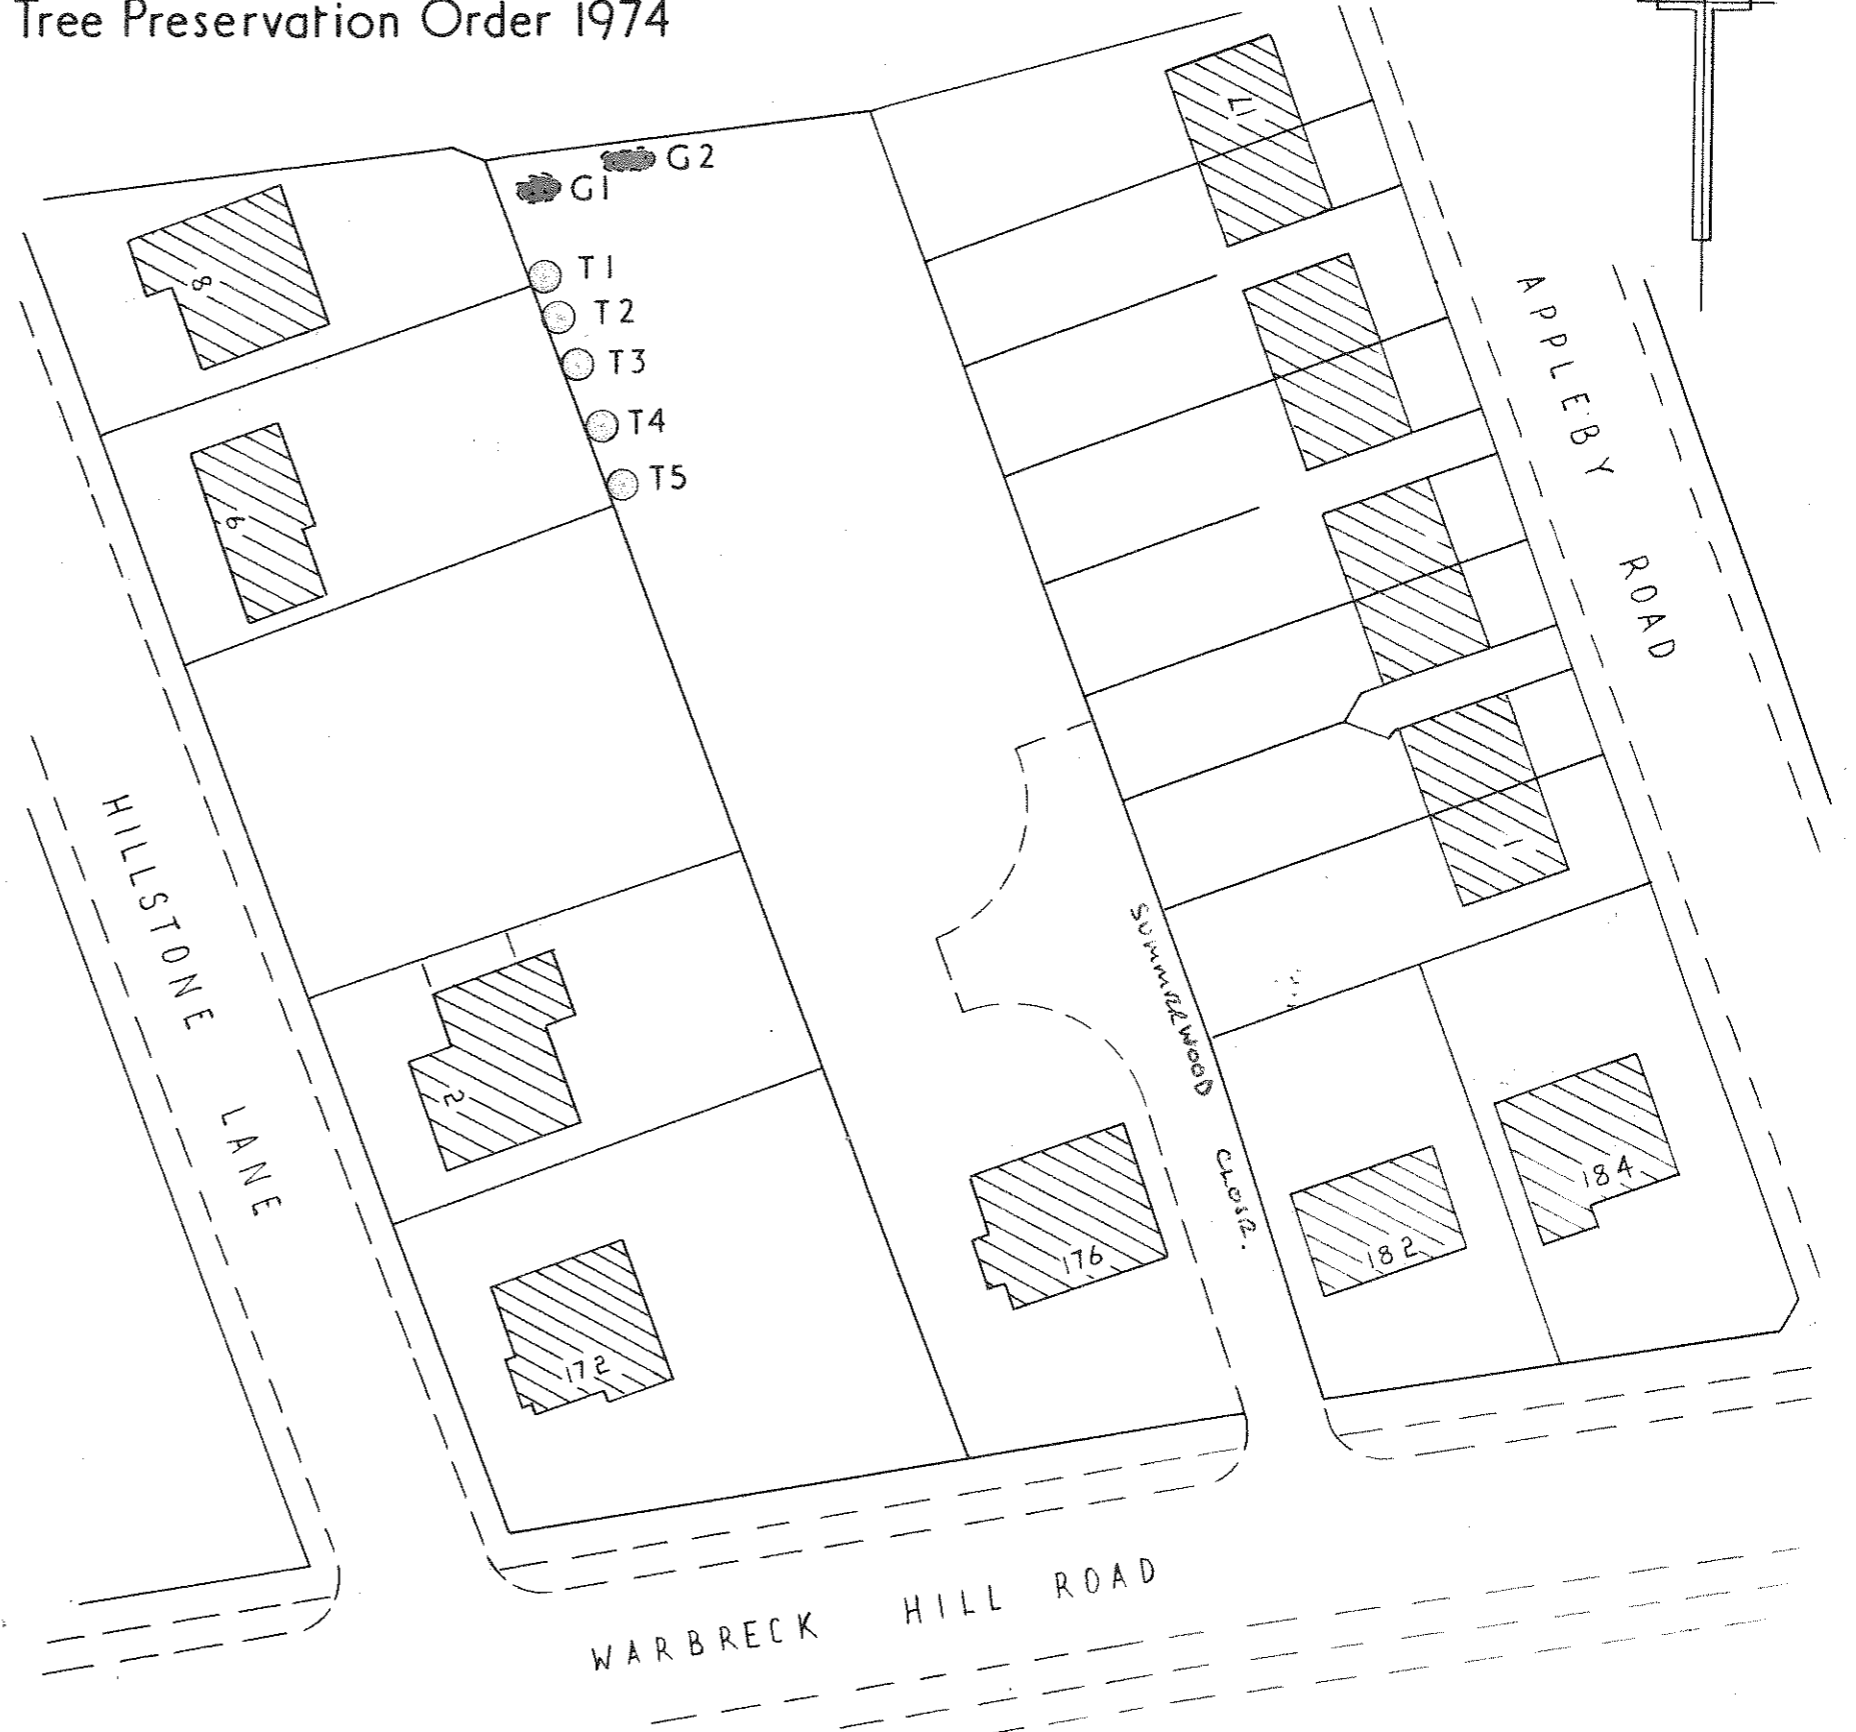 Tree Preservation Order 1974
G2
G1
T1
T2
T3
T4
T5
17
8
6
2
1
172
176
182
184
APPLEBY ROAD
HILLSTONE LANE
SUMMERWOOD CLOSE.
WARBRECK HILL ROAD